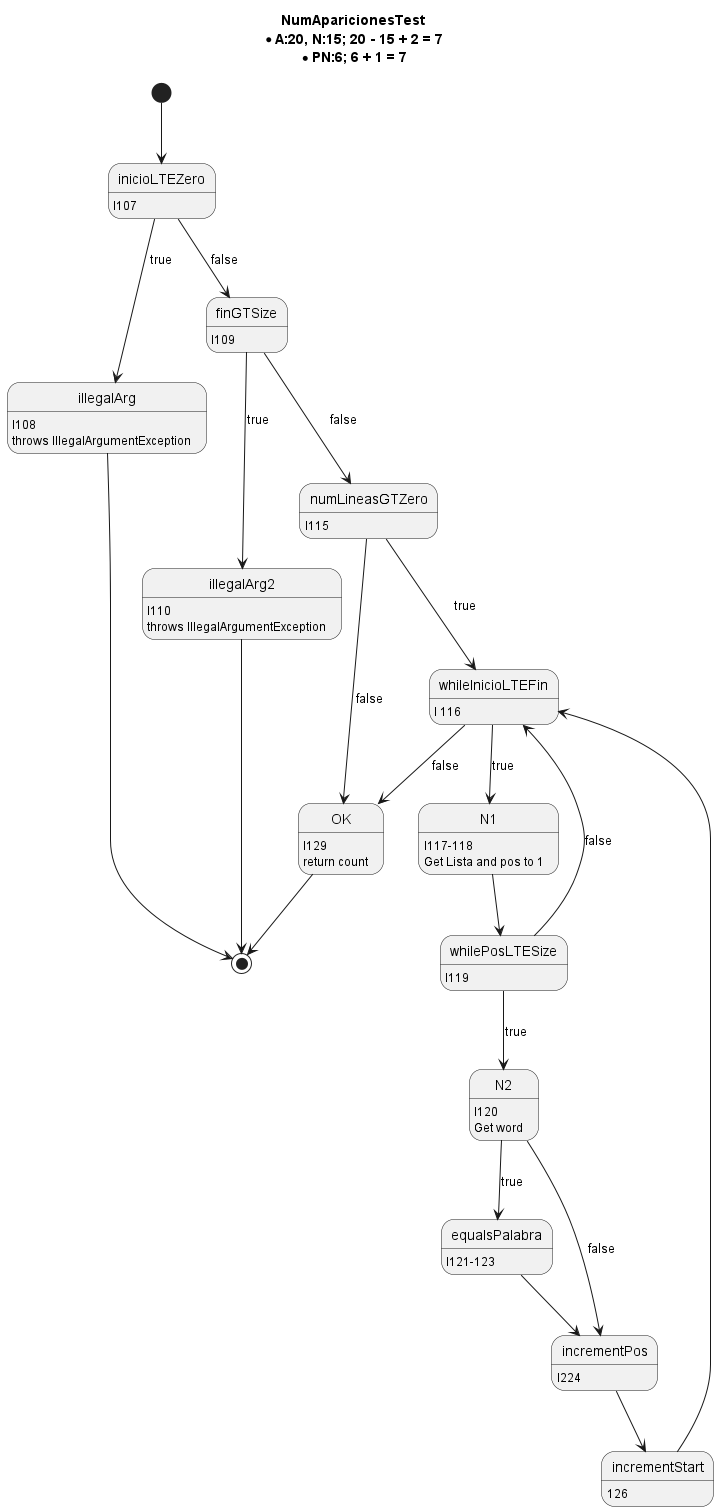 NumAparicionesTest
• A:20, N:15; 20 - 15 + 2 = 7
• PN:6; 6 + 1 = 7
inicioLTEZero
l107
true
false
finGTSize
l109
illegalArg
l108
throws IllegalArgumentException
true
false
numLineasGTZero
l115
illegalArg2
l110
throws IllegalArgumentException
true
whileInicioLTEFin
l 116
false
false
true
OK
l129
return count
N1
l117-118
Get Lista and pos to 1
false
whilePosLTESize
l119
true
N2
l120
Get word
true
equalsPalabra
l121-123
false
incrementPos
l224
incrementStart
126